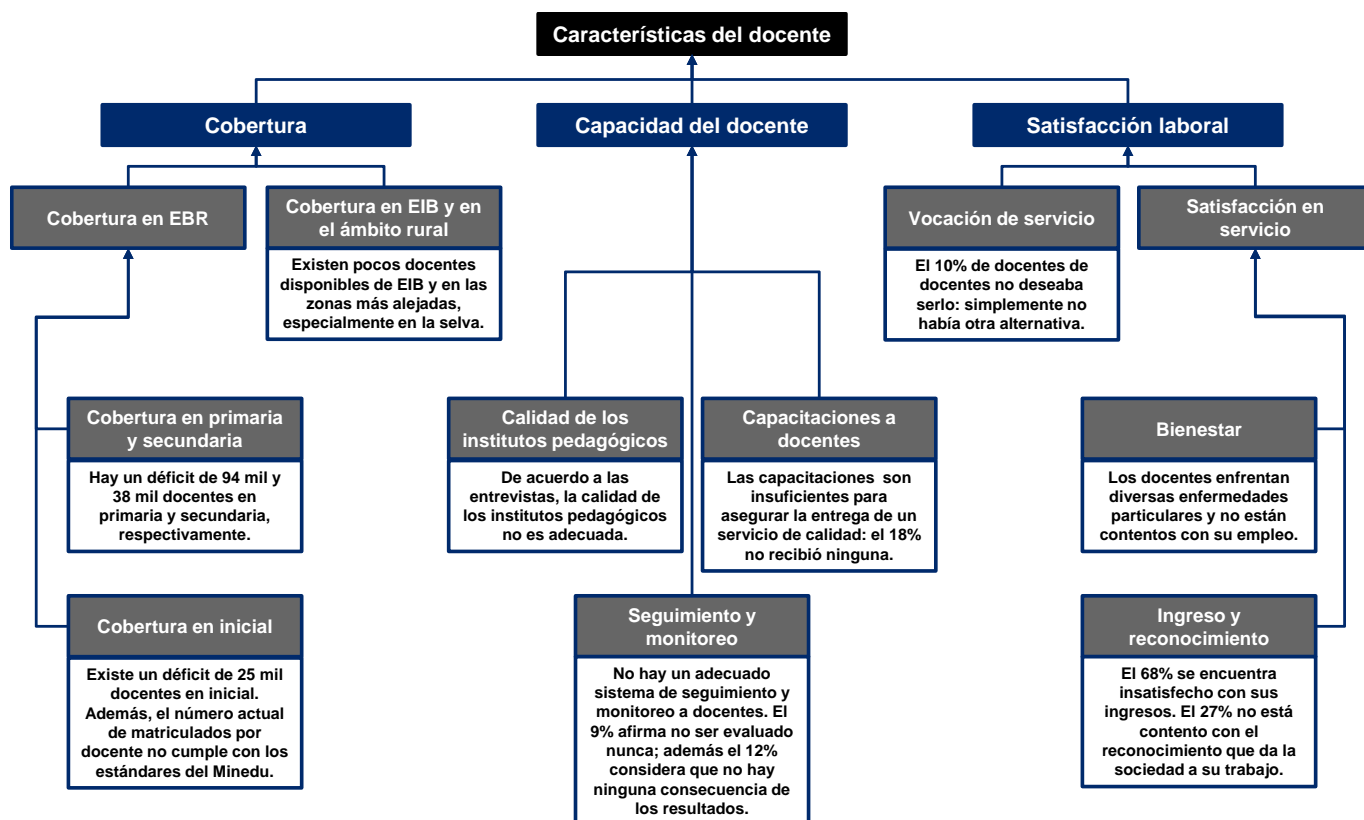 Características del docente
Cobertura
Capacidad del docente
Satisfacción laboral
Cobertura en EBR
Cobertura en EIB y en
el ámbito rural
Existen pocos docentes
disponibles de EIB y en las
zonas más alejadas,
especialmente en la selva.
Vocación de servicio
El 10% de docentes de
docentes no deseaba
serlo: simplemente no
había otra alternativa.
Satisfacción en
servicio
Cobertura en primaria
y secundaria
Hay un déficit de 94 mil y
38 mil docentes en
primaria y secundaria,
respectivamente.
Calidad de los
institutos pedagógicos
De acuerdo a las
entrevistas, la calidad de
los institutos pedagógicos
no es adecuada.
Capacitaciones a
docentes
Las capacitaciones son
insuficientes para
asegurar la entrega de un
servicio de calidad: el 18%
no recibió ninguna.
Bienestar
Los docentes enfrentan
diversas enfermedades
particulares y no están
contentos con su empleo.
Cobertura en inicial
Existe un déficit de 25 mil
docentes en inicial.
Además, el número actual
de matriculados por
docente no cumple con los
estándares del Minedu.
Seguimiento y
monitoreo
No hay un adecuado
sistema de seguimiento y
monitoreo a docentes. El
9% afirma no ser evaluado
nunca; además el 12%
considera que no hay
ninguna consecuencia de
los resultados.
Ingreso y
reconocimiento
El 68% se encuentra
insatisfecho con sus
ingresos. El 27% no está
contento con el
reconocimiento que da la
sociedad a su trabajo.